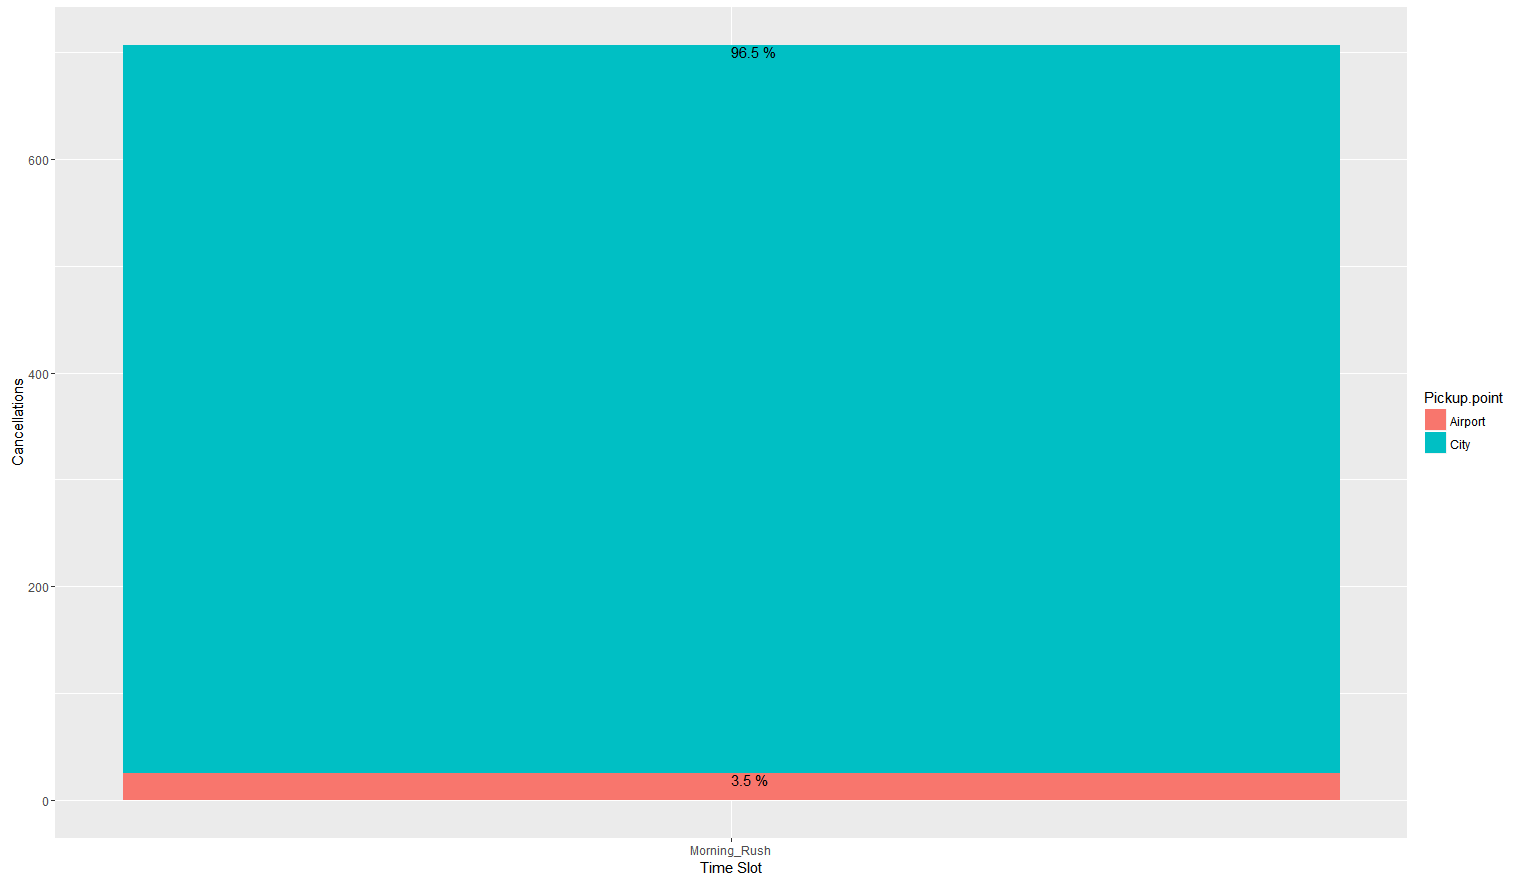 96.5 %
600
400
200
0
3.5 %
Cancellations
Morning_Rush
Time Slot
Pickup.point
Airport
City